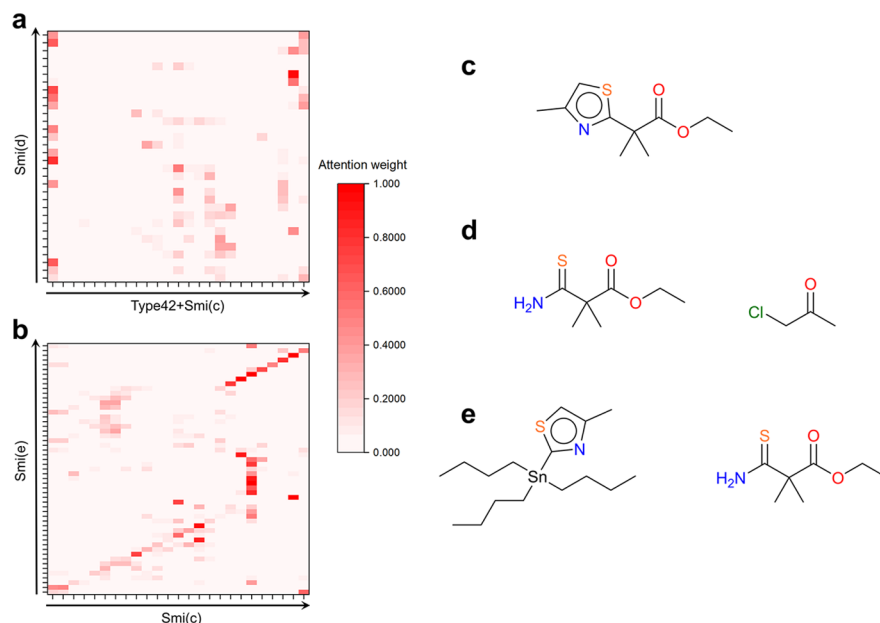 a
Smi(d)
Type42+Smi(c)
Attention weight
1.000
0.8000
0.6000
0.4000
0.2000
0.000
b
Smi(e)
Smi(c)
c
S
N
O
O
d
S
O
H₂N
O
O
Cl
e
S
N
Sn
S
O
H₂N
O